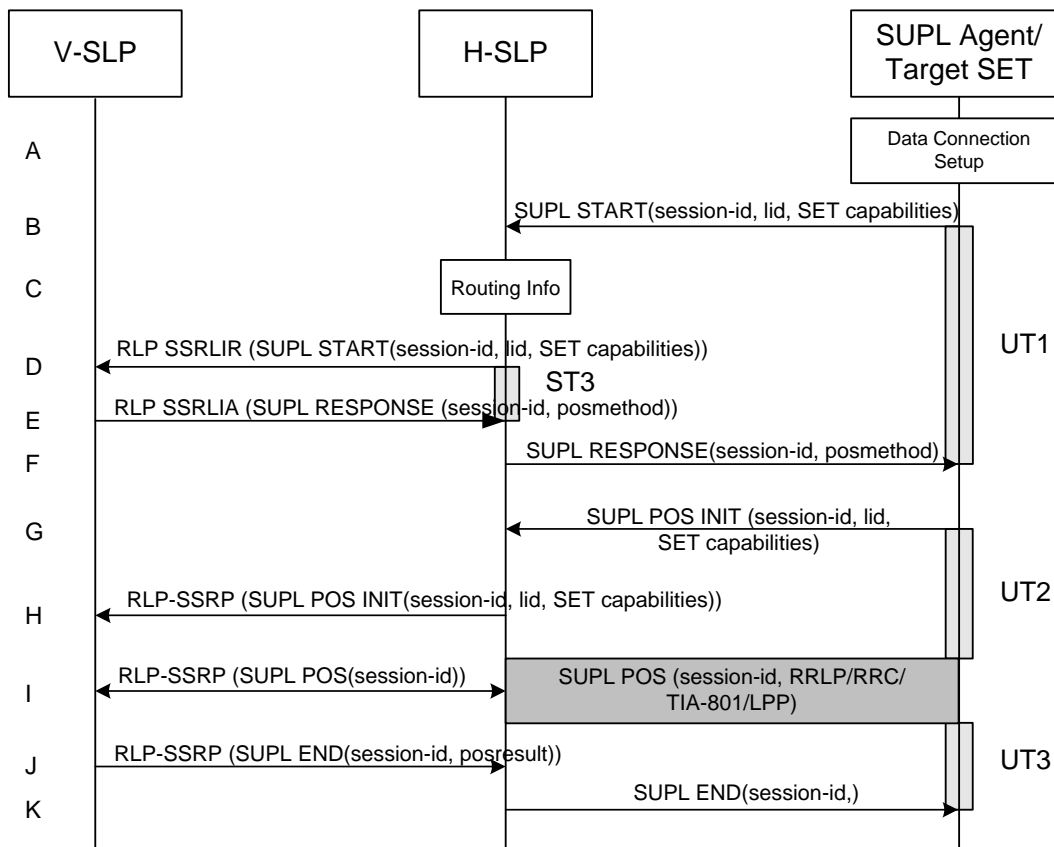 V-SLP
H-SLP
SUPL Agent/
Target SET
A
Data Connection
Setup
B
SUPL START(session-id, lid, SET capabilities)
C
Routing Info
UT1
D
RLP SSRLIR (SUPL START(session-id, lid, SET capabilities))
ST3
E
RLP SSRLIA (SUPL RESPONSE (session-id, posmethod))
F
SUPL RESPONSE(session-id, posmethod)
G
SUPL POS INIT (session-id, lid,
SET capabilities)
H
RLP-SSRP (SUPL POS INIT(session-id, lid, SET capabilities))
UT2
I
RLP-SSRP (SUPL POS(session-id))
SUPL POS (session-id, RRLP/RRC/
TIA-801/LPP)
J
RLP-SSRP (SUPL END(session-id, posresult))
UT3
K
SUPL END(session-id,)